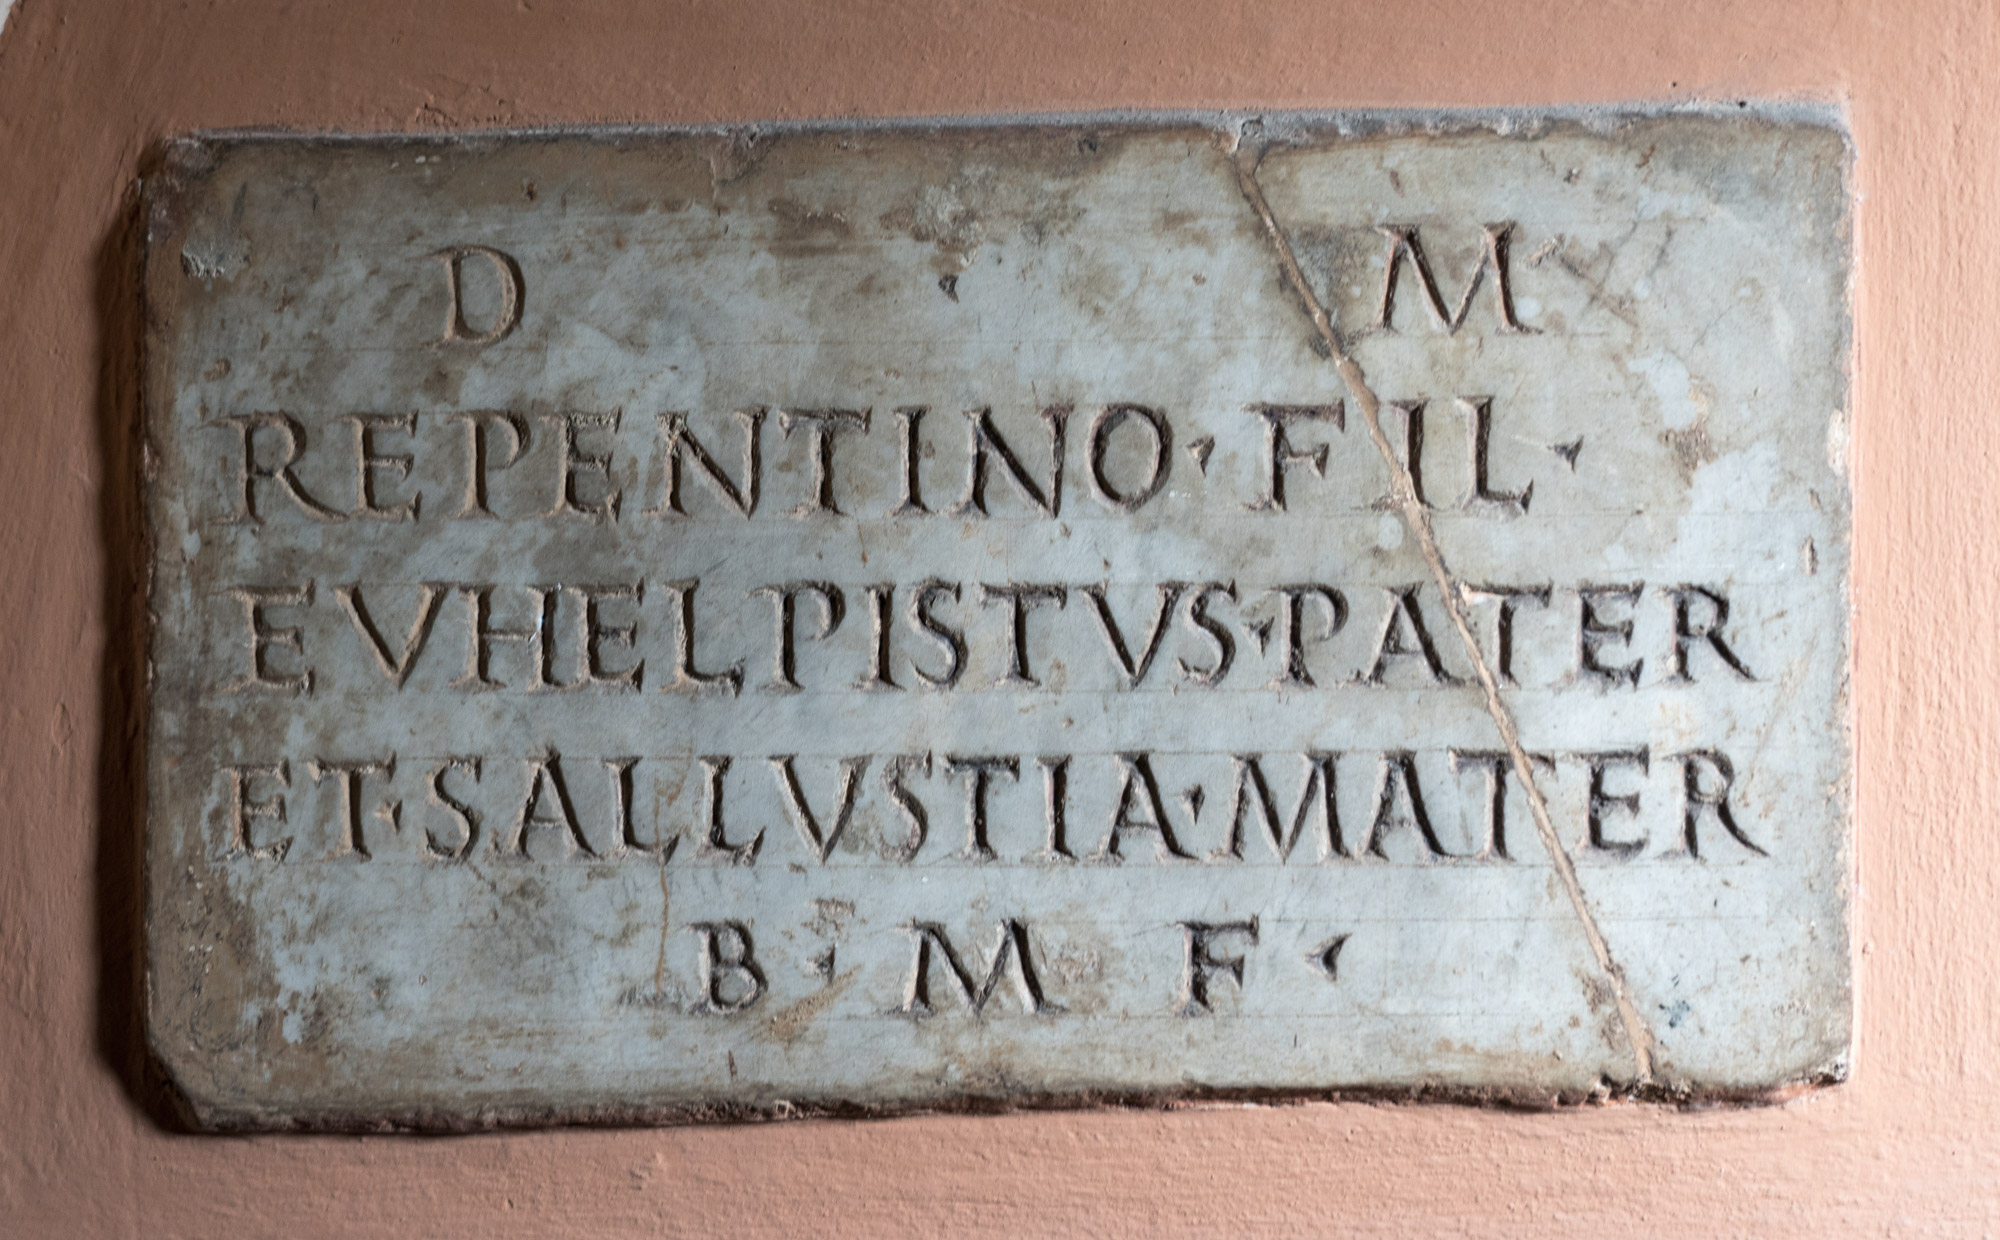 D M
REPENTINO · FIL ·
EVHELPISTVS · PATER
ET · SALLVSTIA · MATER
B · M F ·